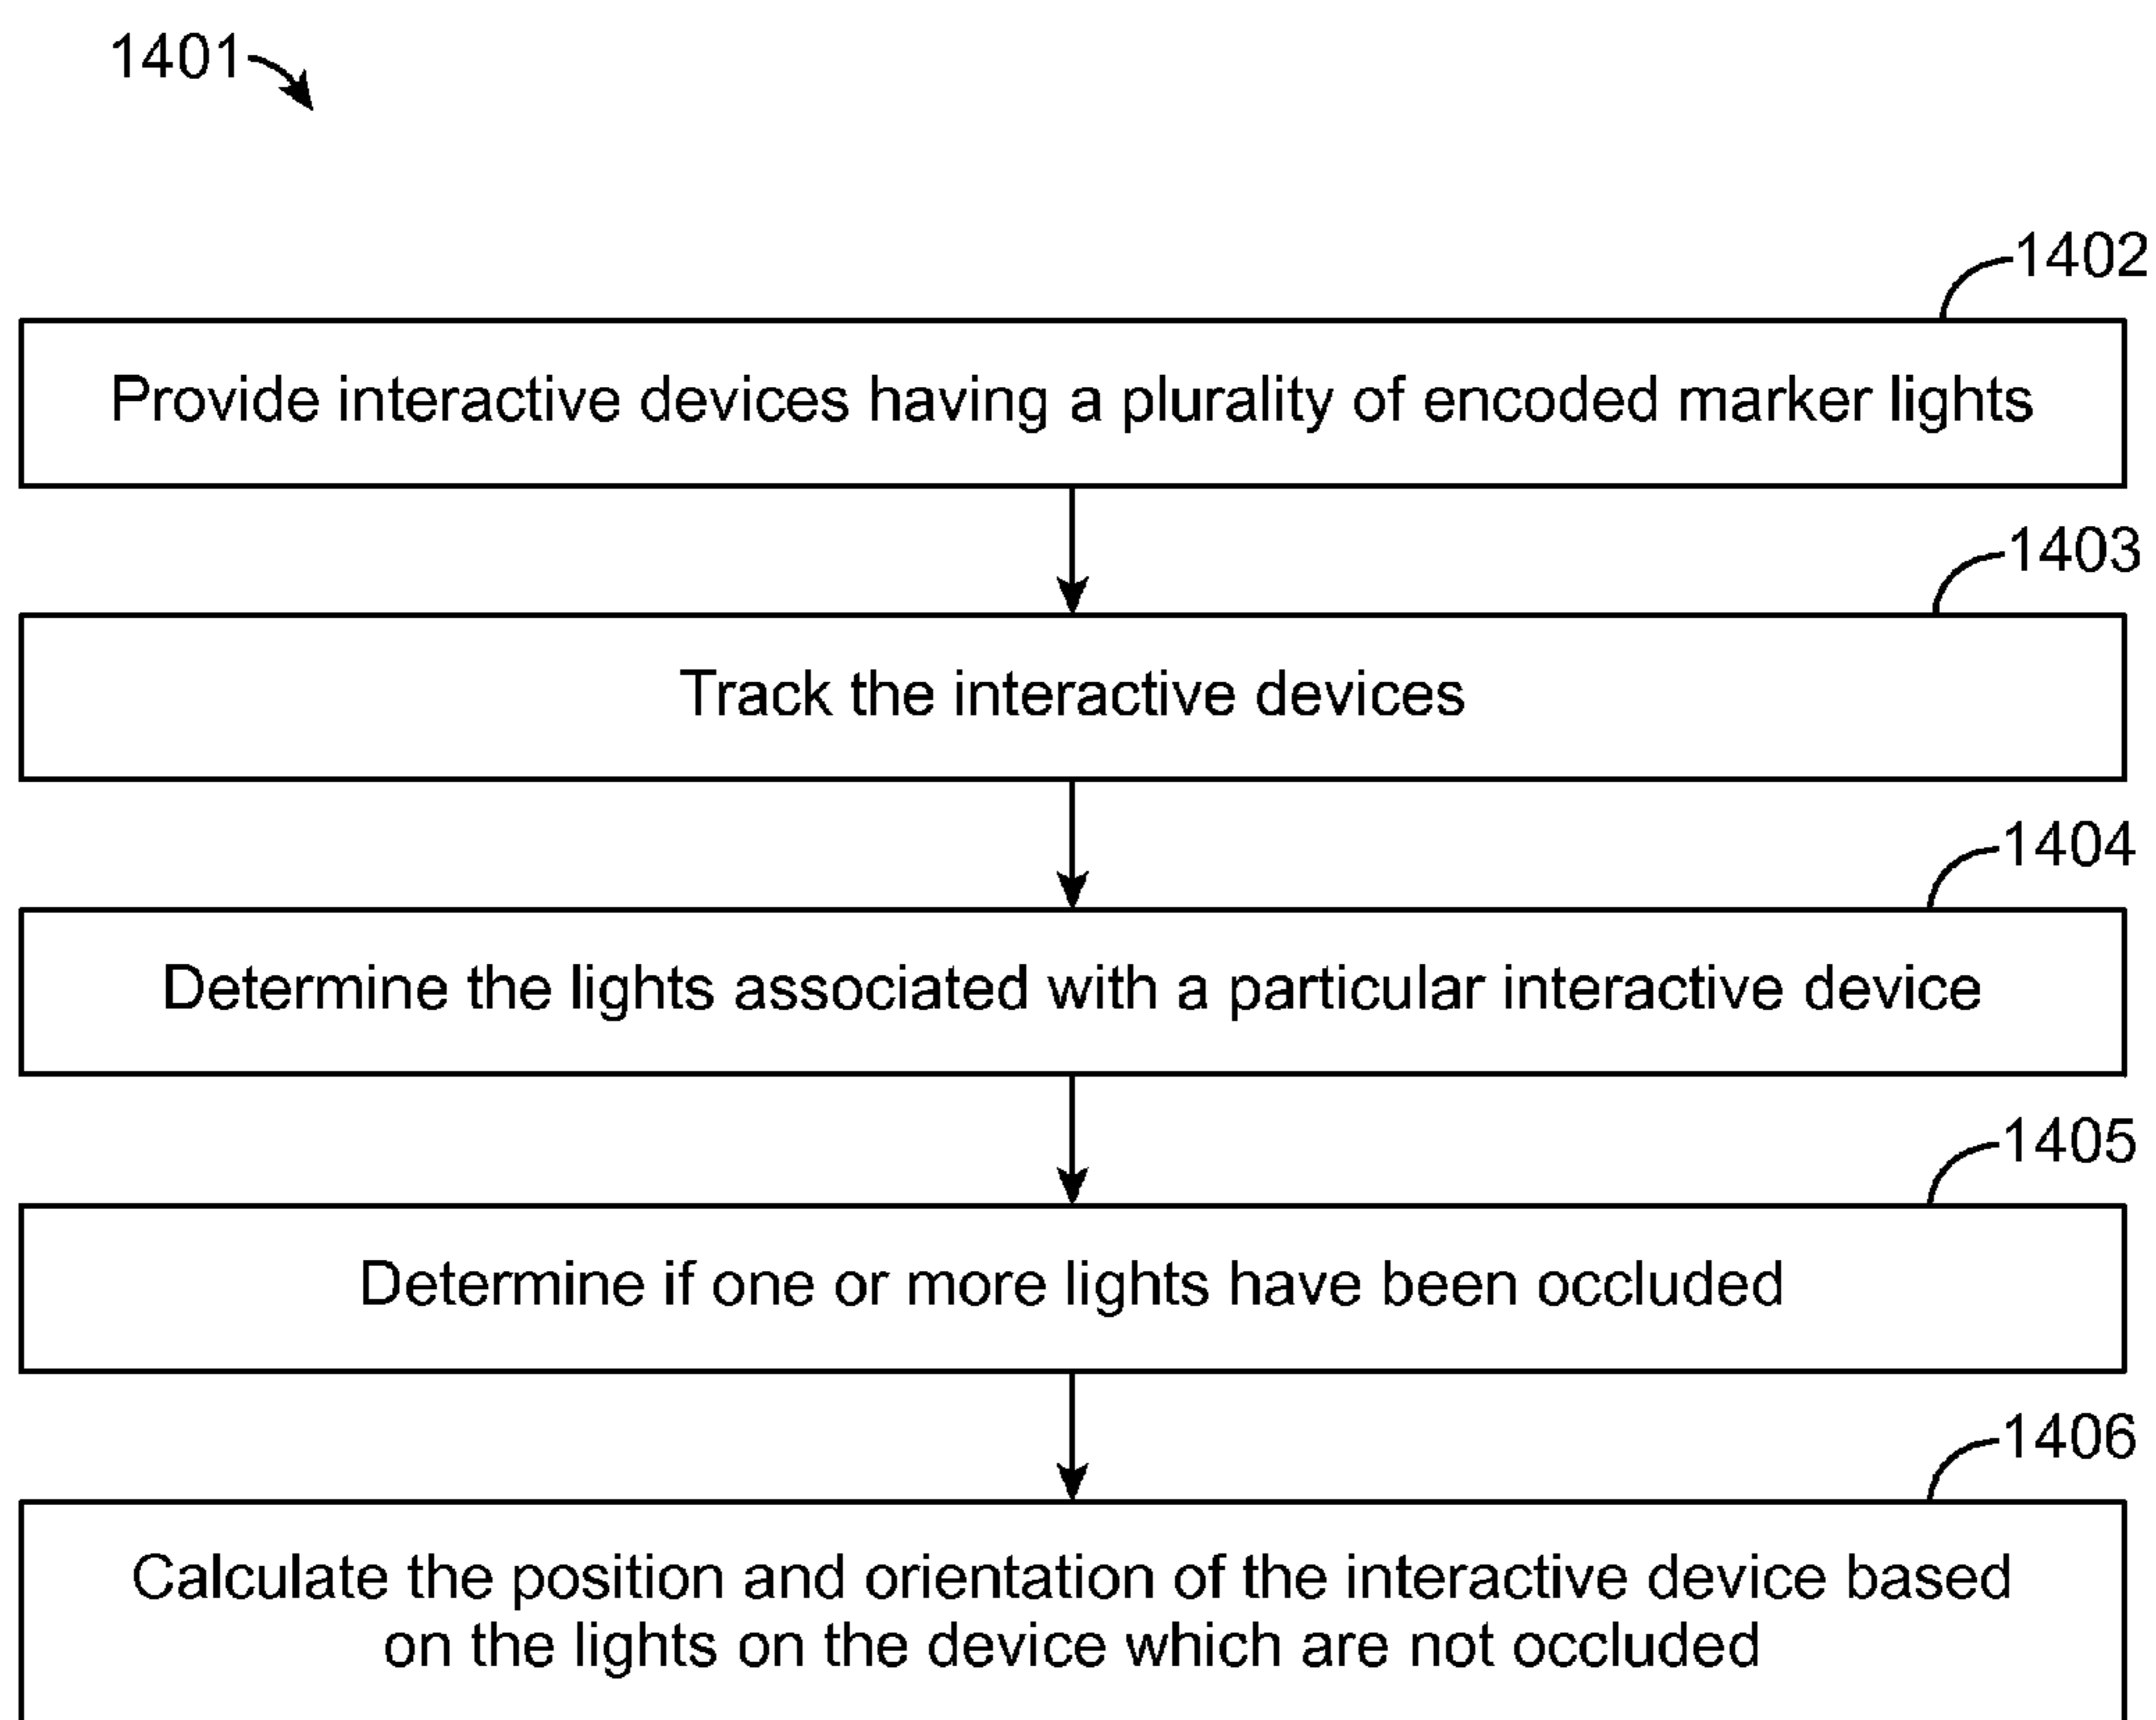 1401
1402
Provide interactive devices having a plurality of encoded marker lights
1403
Track the interactive devices
1404
Determine the lights associated with a particular interactive device
1405
Determine if one or more lights have been occluded
1406
Calculate the position and orientation of the interactive device based
on the lights on the device which are not occluded